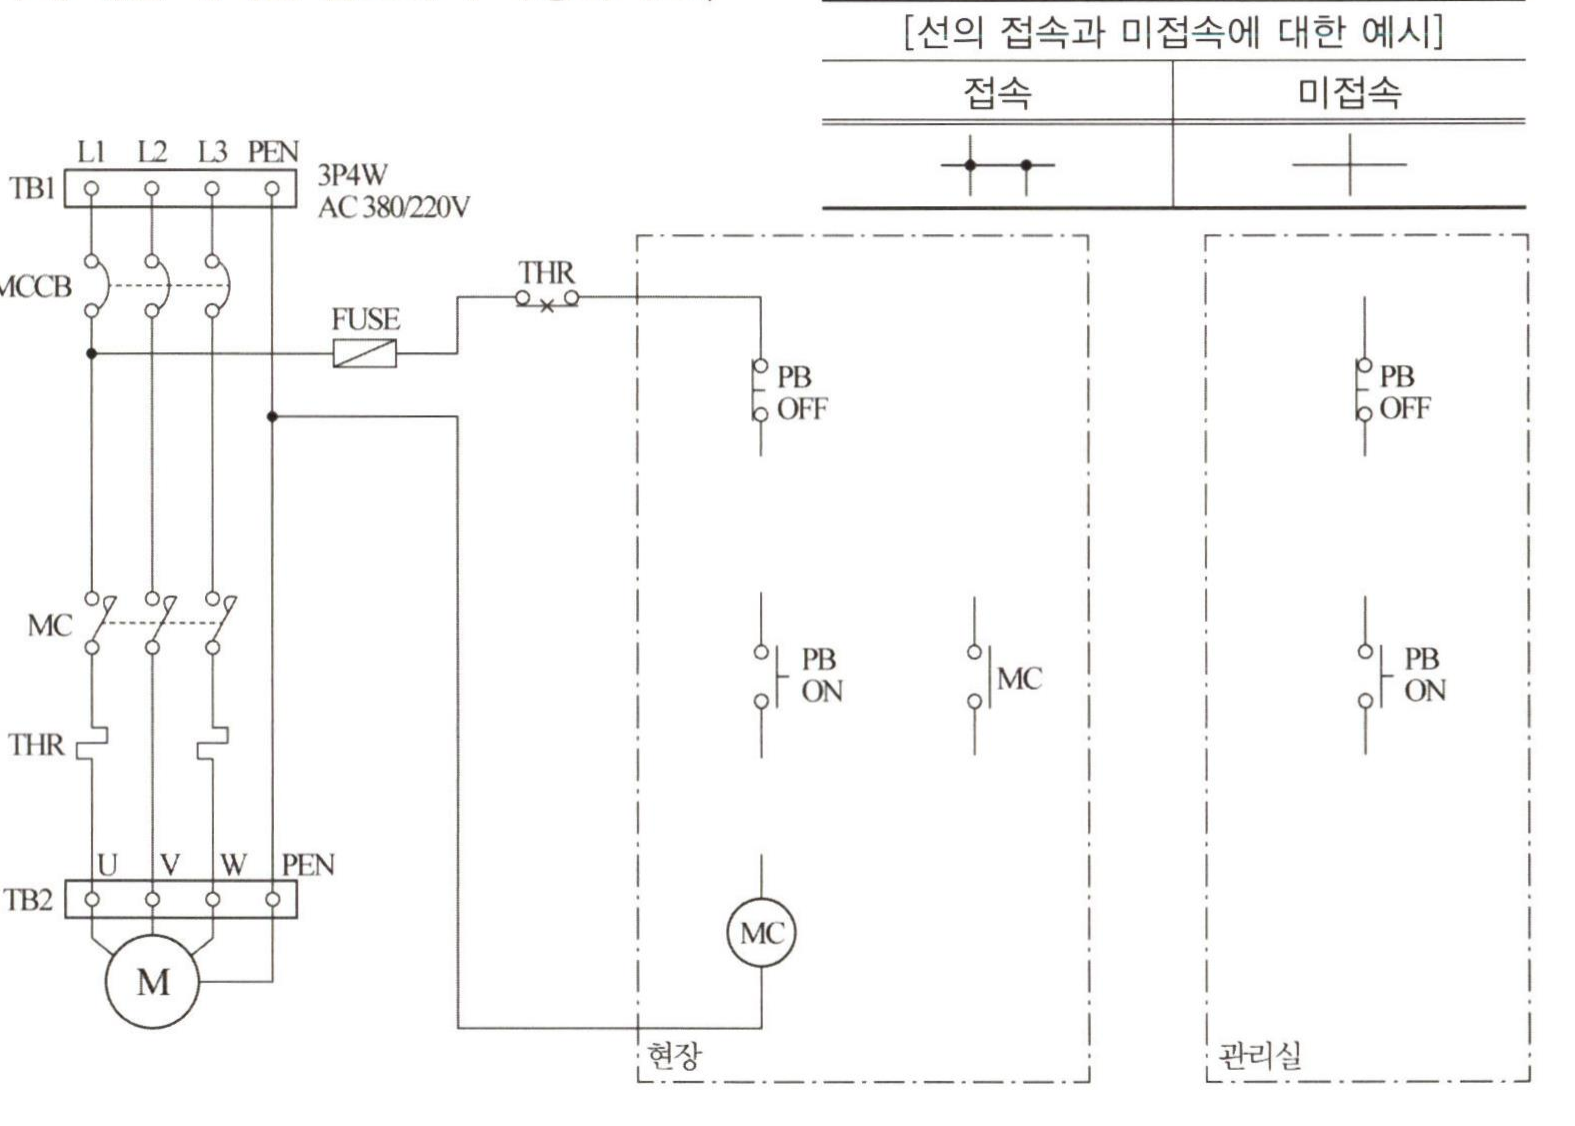 [선의 접속과 미접속에 대한 예시]
접속 미접속
L1 L2 L3 PEN
TB1
3P4W
AC 380/220V
MCCB
FUSE
THR
PB
OFF
PB
OFF
MC
PB
ON
MC
PB
ON
THR
U V W PEN
TB2
M
MC
현장
관리실